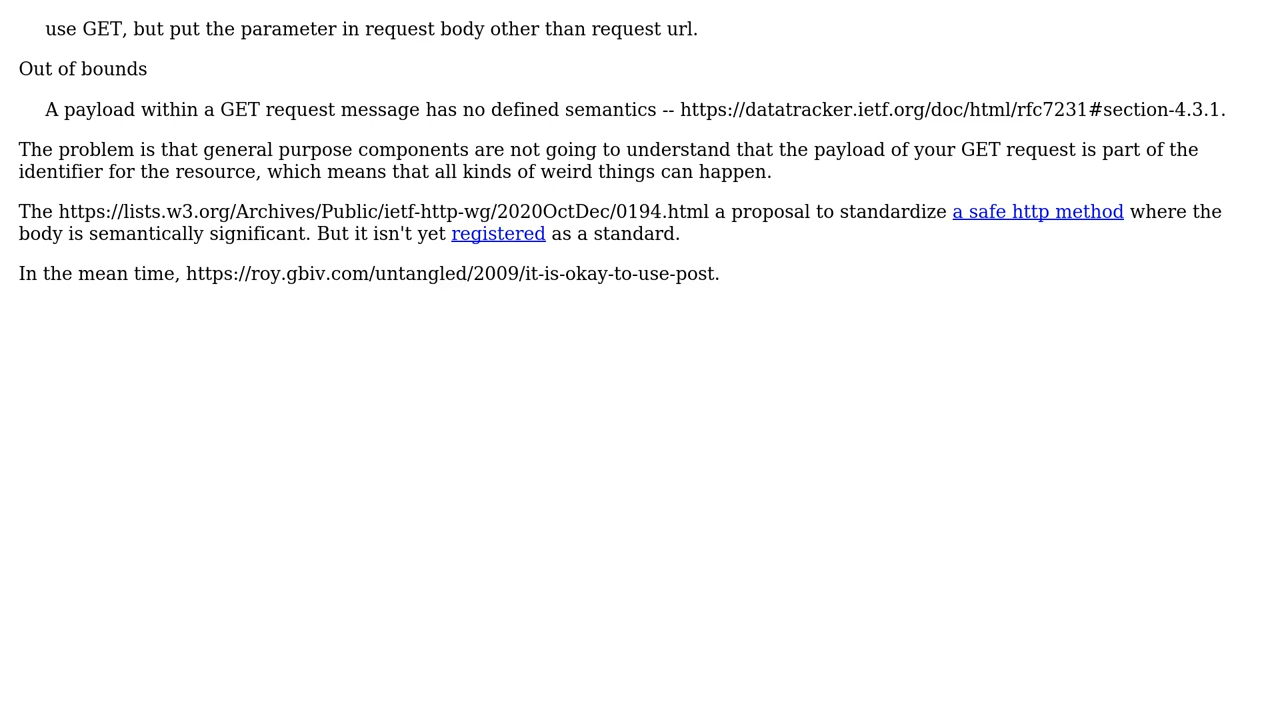 use GET, but put the parameter in request body other than request url.
Out of bounds
A payload within a GET request message has no defined semantics -- https://datatracker.ietf.org/doc/html/rfc7231#section-4.3.1.
The problem is that general purpose components are not going to understand that the payload of your GET request is part of the
identifier for the resource, which means that all kinds of weird things can happen.
The https://lists.w3.org/Archives/Public/ietf-http-wg/2020OctDec/0194.html a proposal to standardize a safe http method where the
body is semantically significant. But it isn't yet registered as a standard.
In the mean time, https://roy.gbiv.com/untangled/2009/it-is-okay-to-use-post.